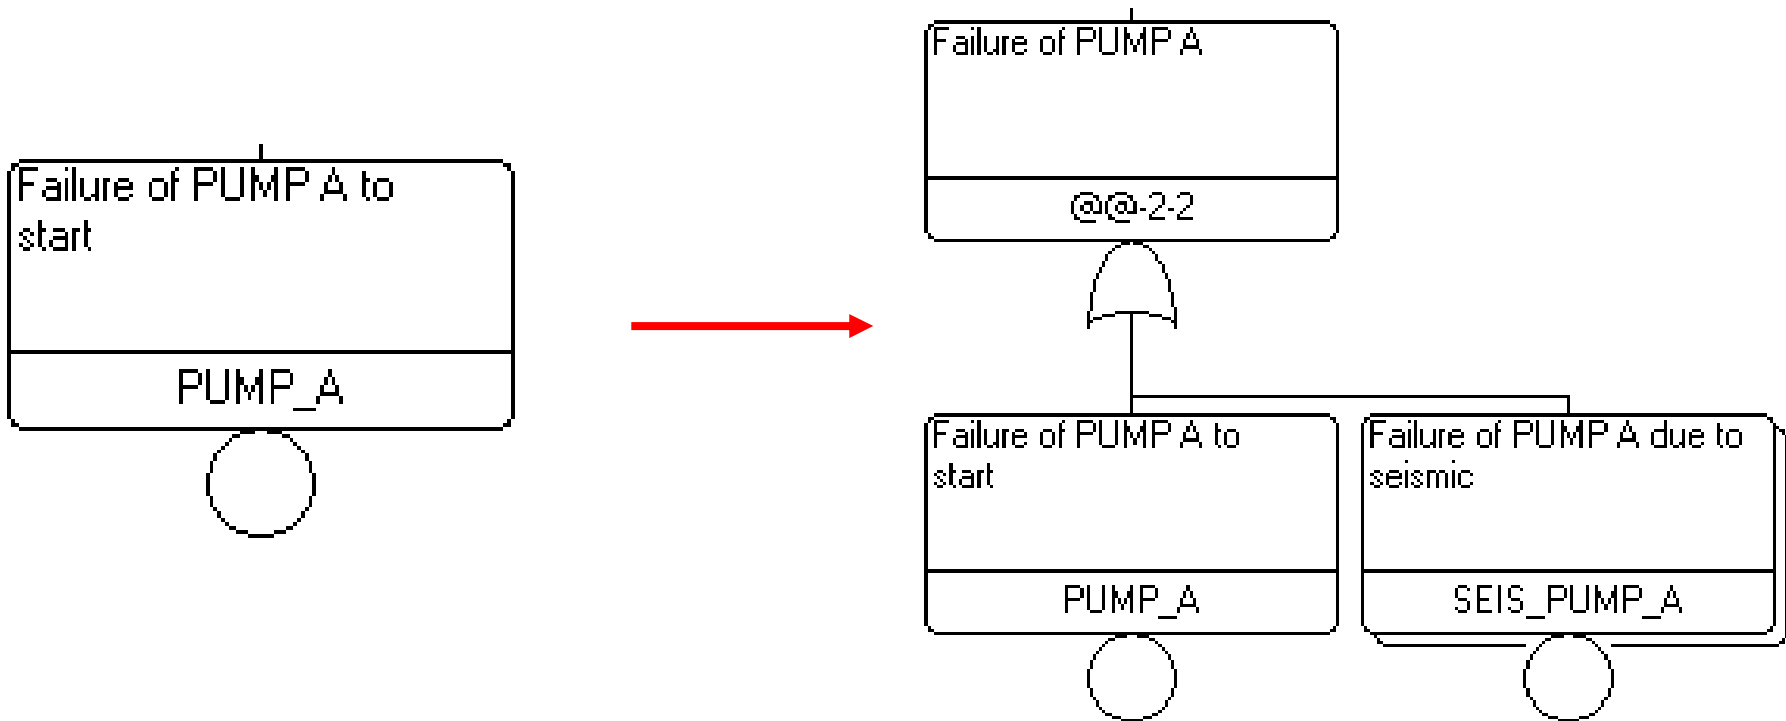 Failure of PUMP A to
start
PUMP_A
Failure of PUMP A
@@-2-2
Failure of PUMP A to
start
PUMP_A
Failure of PUMP A due to
seismic
SEIS_PUMP_A